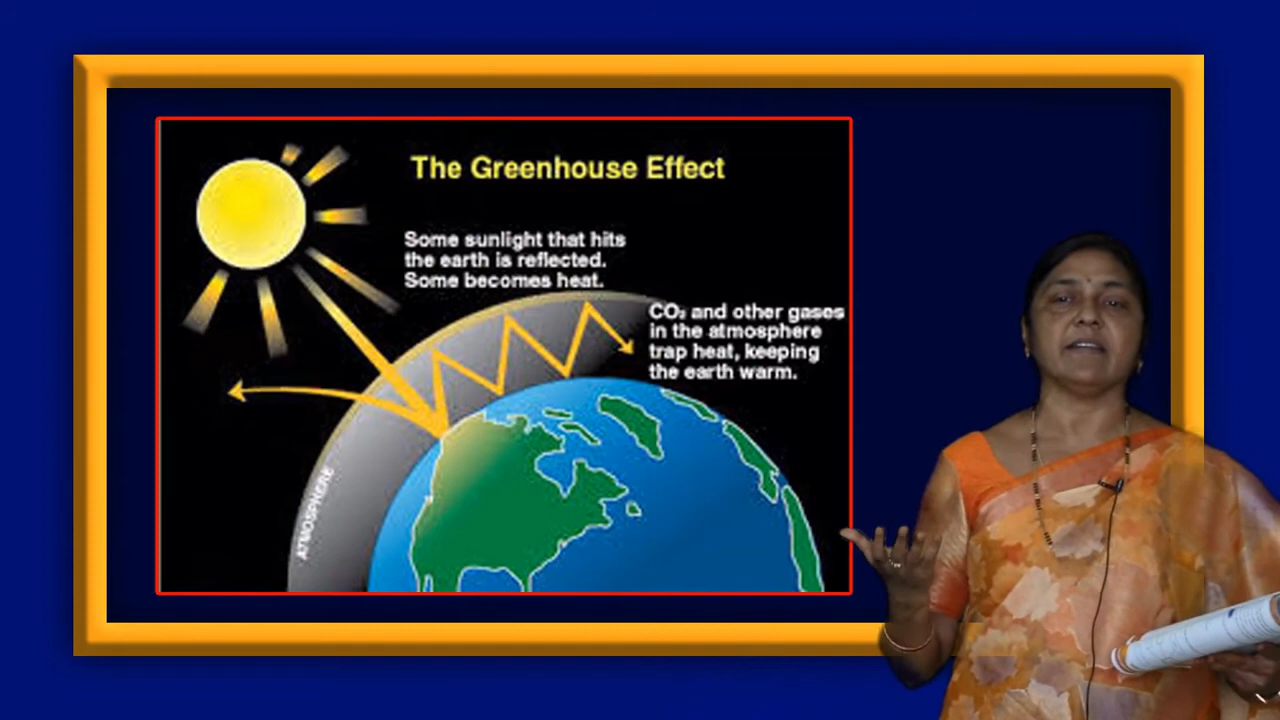 The Greenhouse Effect
Some sunlight that hits
the earth is reflected.
Some becomes heat.
CO₂ and other gases
in the atmosphere
trap heat, keeping
the earth warm.
ATMOSPHERE